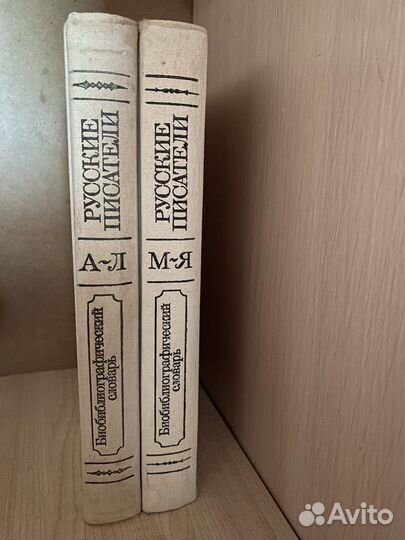 РУССКИЕ
ПИСАТЕЛИ
А~Л
Биобиблиографический
словарь
РУССКИЕ
ПИСАТЕЛИ
М~Я
Биобиблиографический
словарь
Avito